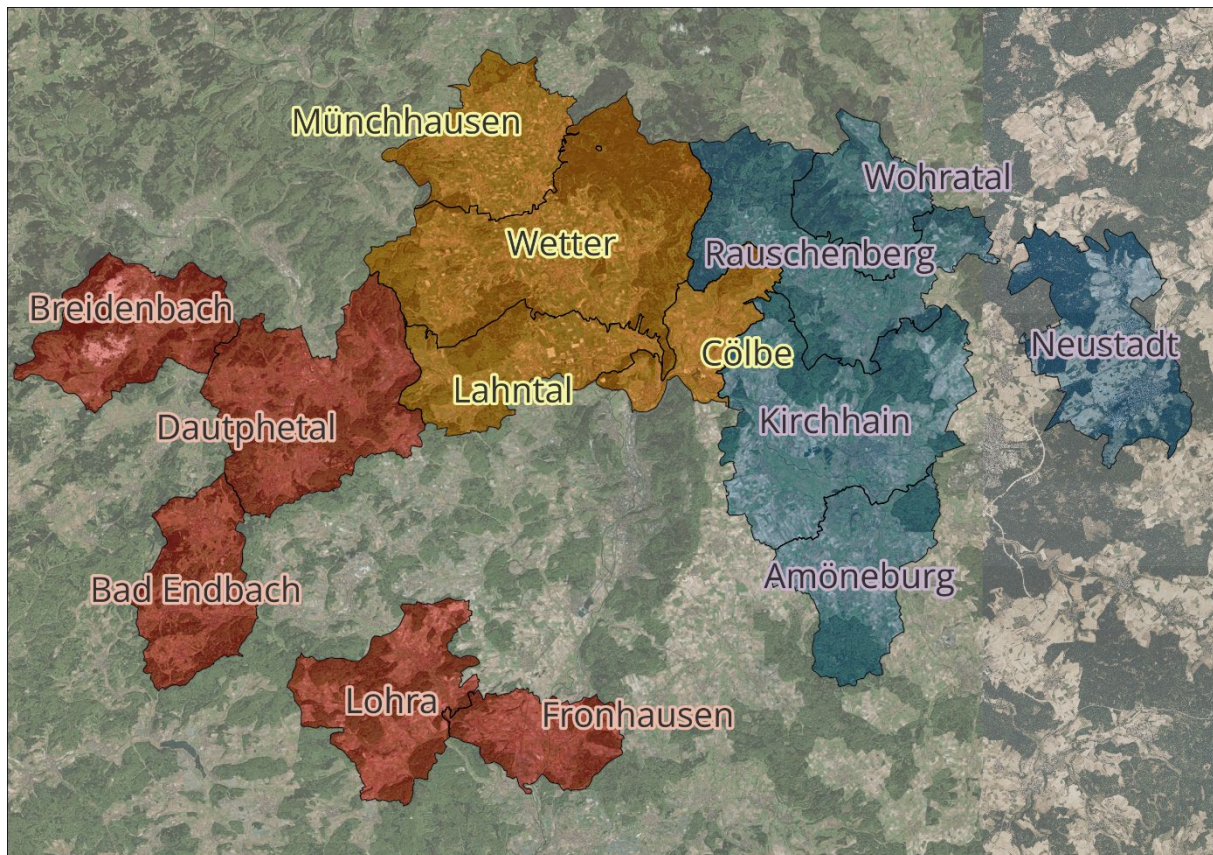 Münchhausen
Wohratal
Wetter
Rauschenberg
Breidenbach
Neustadt
Cölbe
Lahntal
Dautphetal
Kirchhain
Amöneburg
Bad Endbach
Lohra
Fronhausen